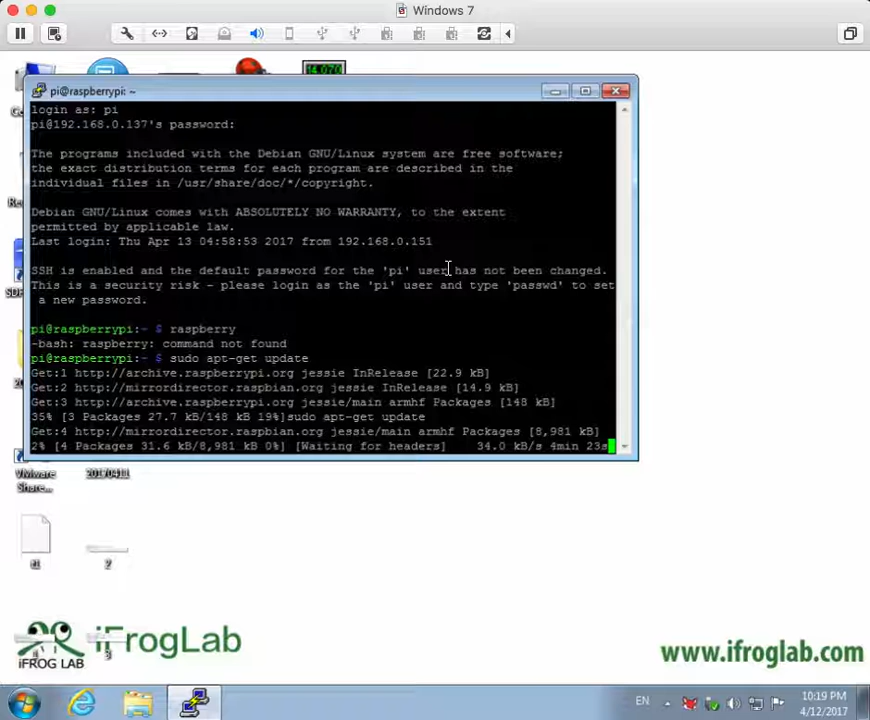 Windows 7
14.070
pi@raspberrypi: ~
login as: pi
pi@192.168.0.137's password:
The programs included with the Debian GNU/Linux system are free software;
the exact distribution terms for each program are described in the
individual files in /usr/share/doc/*/copyright.
Debian GNU/Linux comes with ABSOLUTELY NO WARRANTY, to the extent
permitted by applicable law.
Last login: Thu Apr 13 04:58:53 2017 from 192.168.0.151
SSH is enabled and the default password for the 'pi' user has not been changed.
This is a security risk - please login as the 'pi' user and type 'passwd' to set
a new password.
pi@raspberrypi:~ $ raspberry
-bash: raspberry: command not found
pi@raspberrypi:~ $ sudo apt-get update
Get:1 http://archive.raspberrypi.org jessie InRelease [22.9 kB]
Get:2 http://mirrordirector.raspbian.org jessie InRelease [14.9 kB]
Get:3 http://archive.raspberrypi.org jessie/main armhf Packages [148 kB]
35% [3 Packages 27.7 kB/148 kB 19%]sudo apt-get update
Get:4 http://mirrordirector.raspbian.org jessie/main armhf Packages [8,981 kB]
2% [4 Packages 31.6 kB/8,981 kB 0%] [Waiting for headers] 34.0 kB/s 4min 23s
VMware
Share...
20170411
iFROG LAB
iFrogLab
www.ifroglab.com
EN
10:19 PM
4/12/2017